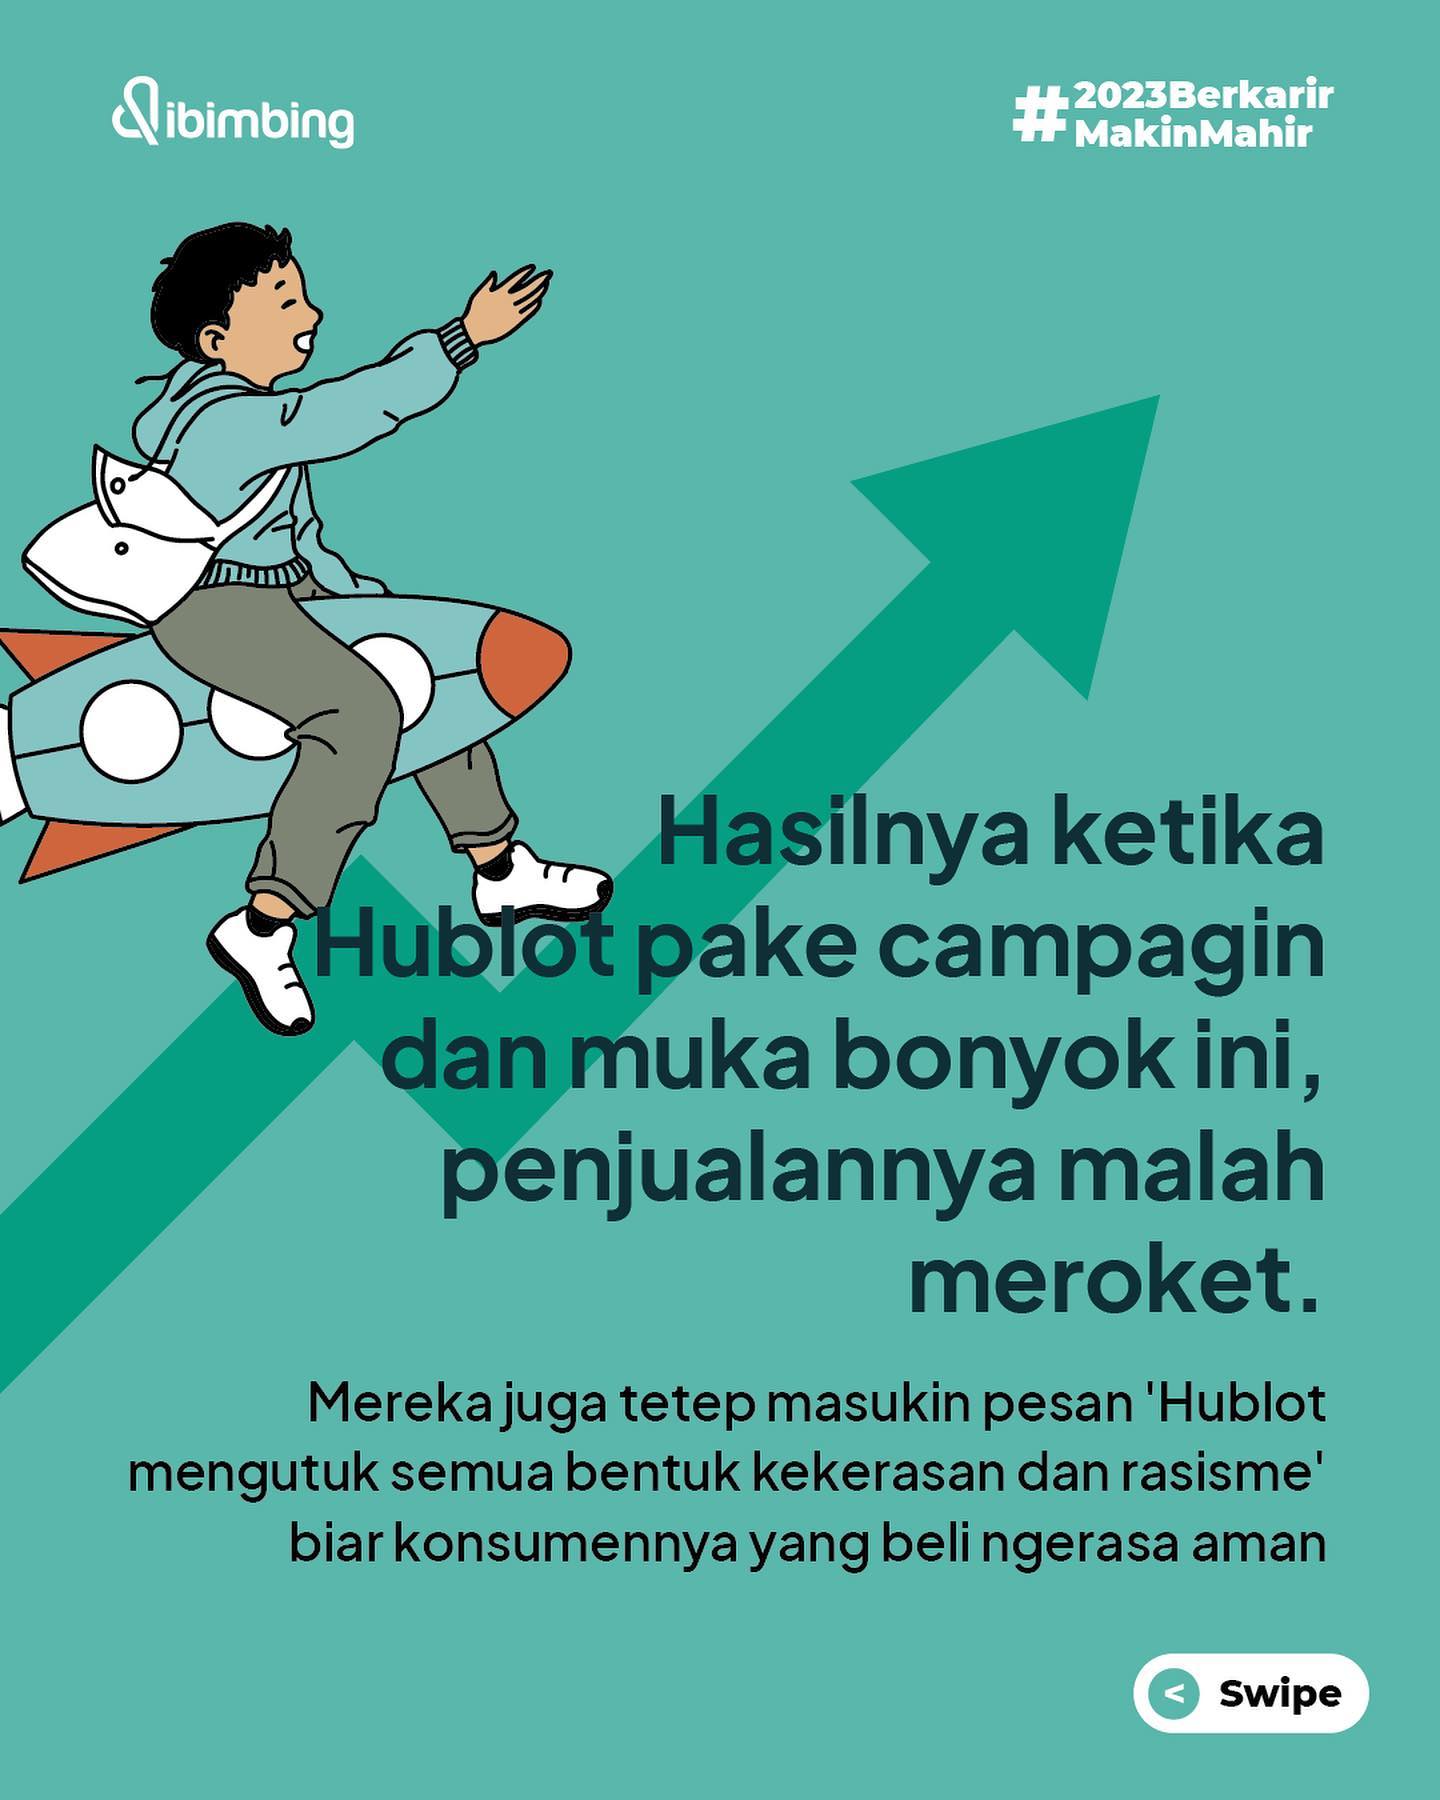 ibimbing
#2023Berkarir
MakinMahir
Hasilnya ketika
Hublot pake campagin
dan muka bonyok ini,
penjualannya malah
meroket.
Mereka juga tetep masukin pesan 'Hublot
mengutuk semua bentuk kekerasan dan rasisme'
biar konsumennya yang beli ngerasa aman
< Swipe